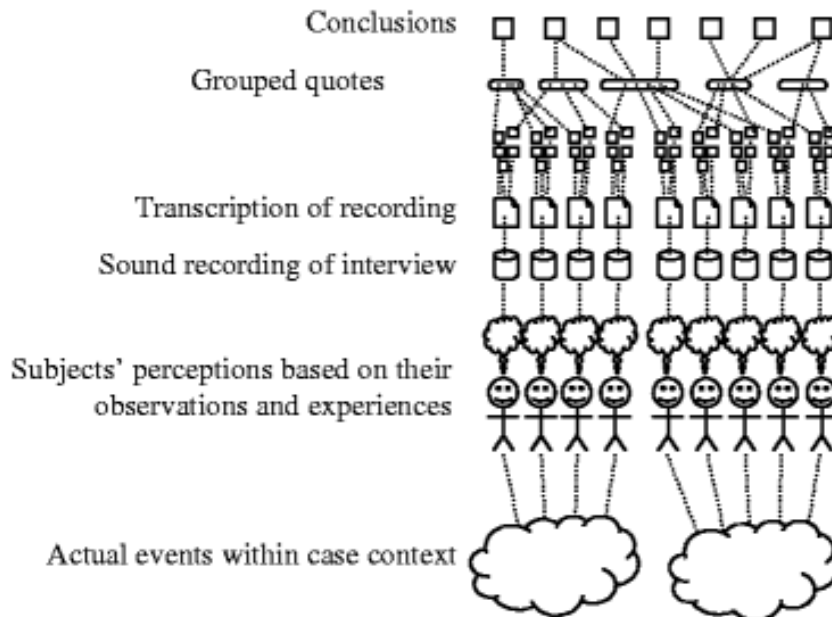 Conclusions
Grouped quotes
Transcription of recording
Sound recording of interview
Subjects’ perceptions based on their
observations and experiences
Actual events within case context